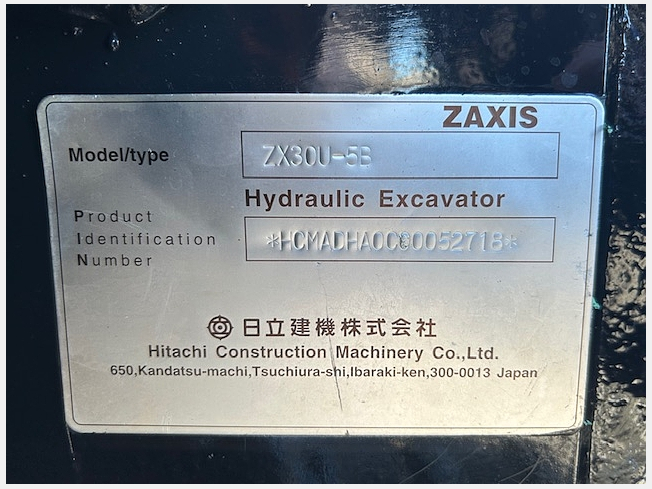 ZAXIS
Model/type ZX30U-5B
Hydraulic Excavator
Product
Identification
Number
日立建機株式会社
Hitachi Construction Machinery Co.,Ltd.
650,Kandatsu-machi,Tsuchiura-shi,Ibaraki-ken,300-0013 Japan